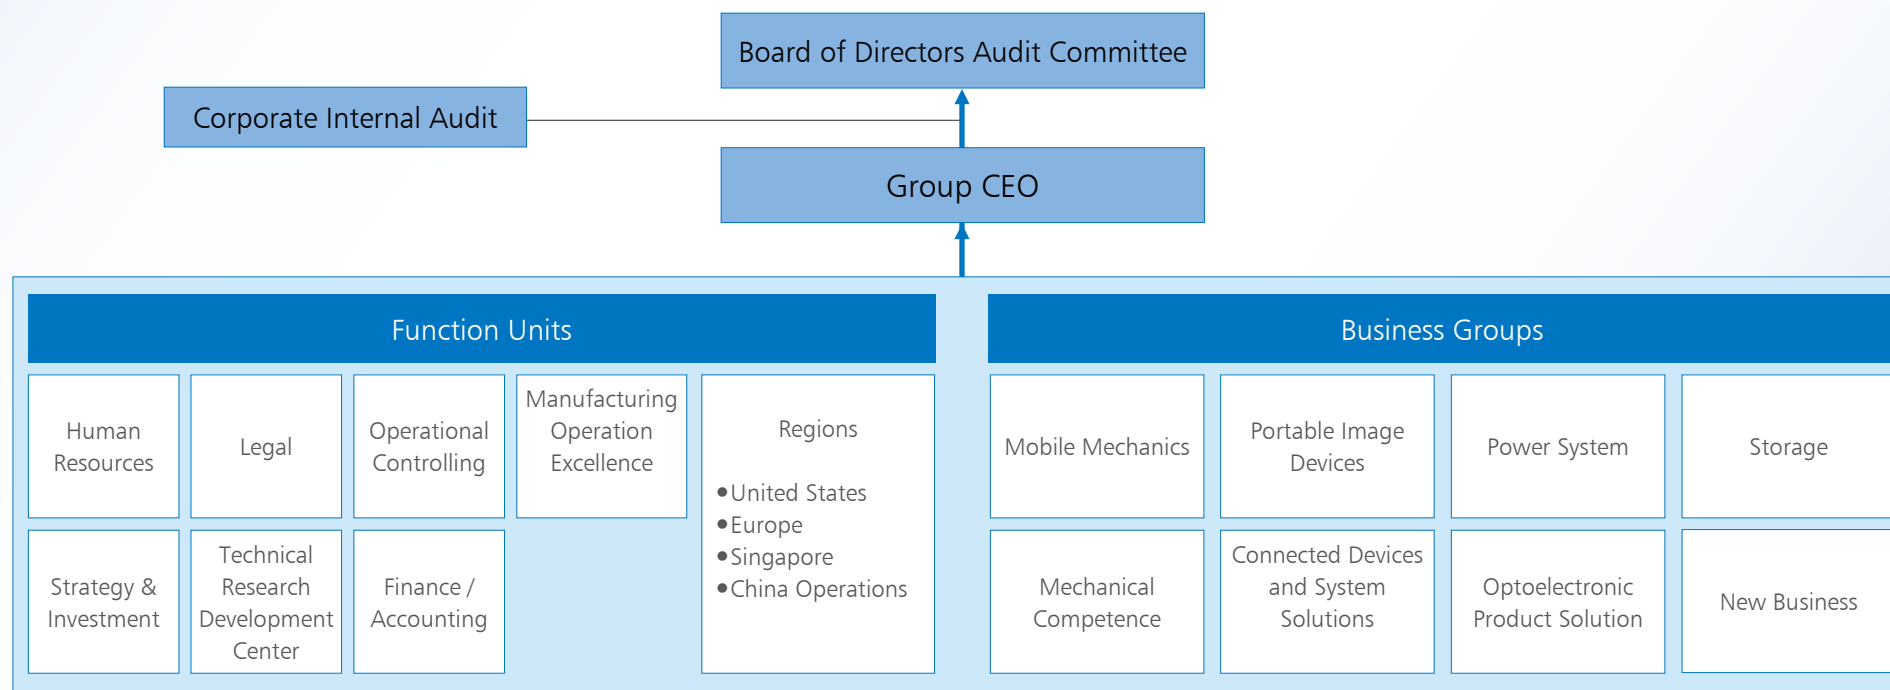 Board of Directors Audit Committee
Corporate Internal Audit
Group CEO
Function Units
Human
Resources
Legal
Operational
Controlling
Manufacturing
Operation
Excellence
Regions
•United States
•Europe
•Singapore
•China Operations
Strategy &
Investment
Technical
Research
Development
Center
Finance /
Accounting
Business Groups
Mobile Mechanics
Portable Image
Devices
Power System
Storage
Mechanical
Competence
Connected Devices
and System
Solutions
Optoelectronic
Product Solution
New Business